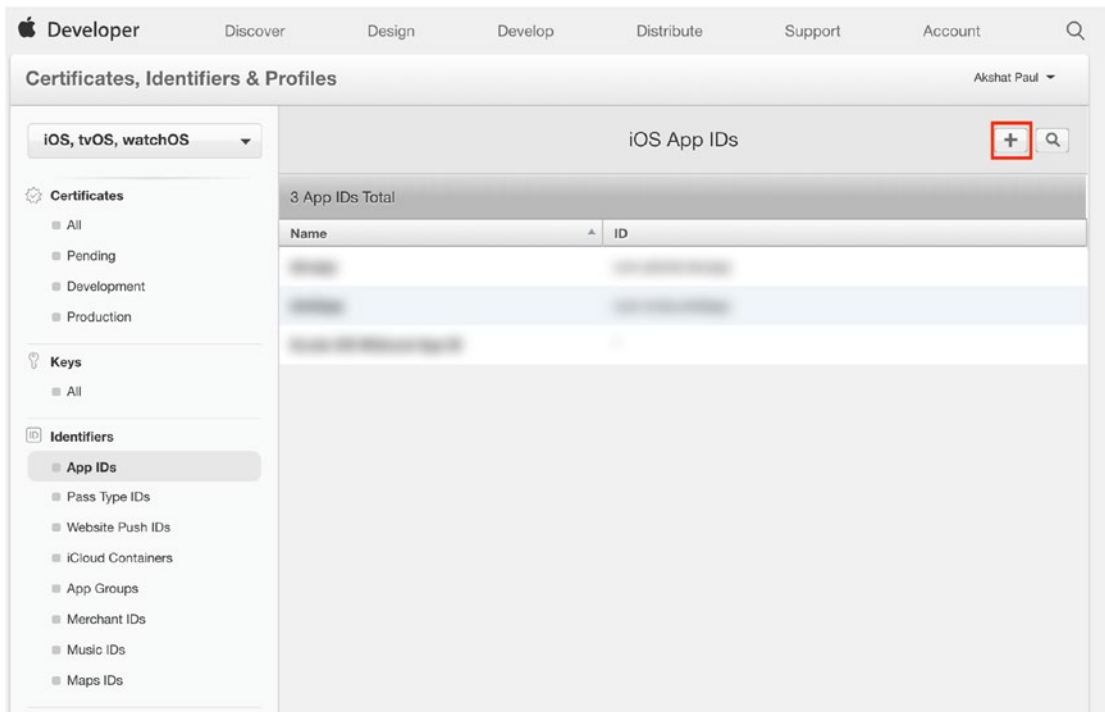 Developer Discover Design Develop Distribute Support Account
Certificates, Identifiers & Profiles Akshat Paul
iOS, tvOS, watchOS
iOS App IDs
Certificates
All
Pending
Development
Production
Keys
All
Identifiers
App IDs
Pass Type IDs
Website Push IDs
iCloud Containers
App Groups
Merchant IDs
Music IDs
Maps IDs
3 App IDs Total
Name ID